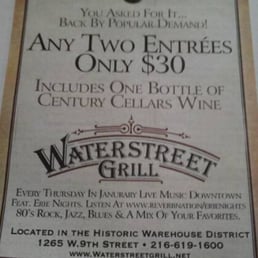 You Asked For It...
Back By Popular Demand!
Any Two Entrées
Only $30
Includes One Bottle of
Century Cellars Wine
Waterstreet
Grill
Every Thursday In Janurary Live Music Downtown
Feat. Erie Nights. Listen At www.reverbnation/erienights
80's Rock, Jazz, Blues & A Mix Of Your Favorites.
Located in the Historic Warehouse District
1265 W.9th Street • 216-619-1600
www.Waterstreetgrill.net